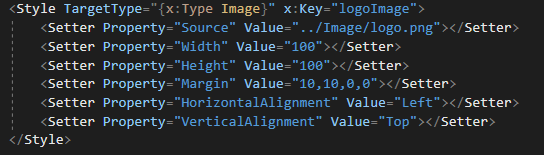 <Style TargetType="{x:Type Image}" x:Key="logoImage">
<Setter Property="Source" Value="../Image/logo.png"></Setter>
<Setter Property="Width" Value="100"></Setter>
<Setter Property="Height" Value="100"></Setter>
<Setter Property="Margin" Value="10,10,0,0"></Setter>
<Setter Property="HorizontalAlignment" Value="Left"></Setter>
<Setter Property="VerticalAlignment" Value="Top"></Setter>
</Style>